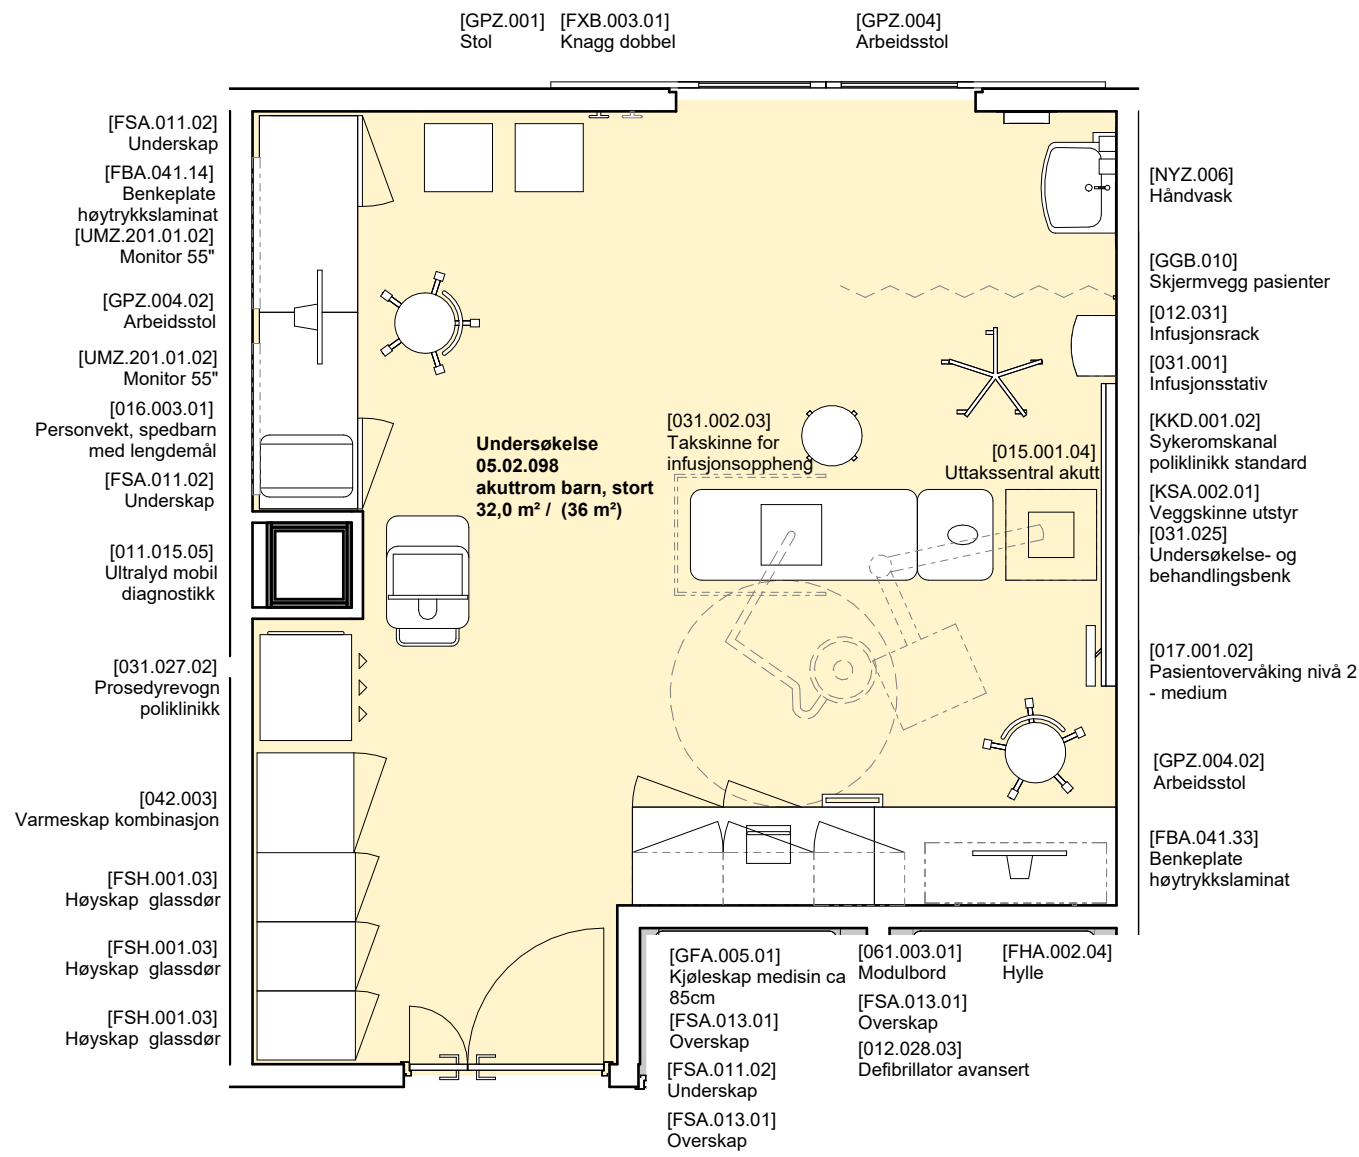 [GPZ.001]
Stol
[FXB.003.01]
Knagg dobbel
[GPZ.004]
Arbeidsstol
[FSA.011.02]
Underskap
[FBA.041.14]
Benkeplate
høytrykkslaminat
[UMZ.201.01.02]
Monitor 55"
[GPZ.004.02]
Arbeidsstol
[UMZ.201.01.02]
Monitor 55"
[016.003.01]
Personvekt, spedbarn
med lengdemål
[FSA.011.02]
Underskap
[011.015.05]
Ultralyd mobil
diagnostikk
[031.027.02]
Prosedyrevogn
poliklinikk
[042.003]
Varmeskap kombinasjon
[FSH.001.03]
Høyskap glassdør
[FSH.001.03]
Høyskap glassdør
[FSH.001.03]
Høyskap glassdør
Undersøkelse
05.02.098
akuttrom barn, stort
32,0 m² / (36 m²)
[031.002.03]
Takskinne for
infusjonsoppheng
[015.001.04]
Uttakssentral akutt
[NYZ.006]
Håndvask
[GGB.010]
Skjermvegg pasienter
[012.031]
Infusjonsrack
[031.001]
Infusjonsstativ
[KKD.001.02]
Sykeromskanal
poliklinikk standard
[KSA.002.01]
Veggskinne utstyr
[031.025]
Undersøkelse- og
behandlingsbenk
[017.001.02]
Pasientovervåking nivå 2
- medium
[GPZ.004.02]
Arbeidsstol
[FBA.041.33]
Benkeplate
høytrykkslaminat
[GFA.005.01]
Kjøleskap medisin ca
85cm
[FSA.013.01]
Overskap
[FSA.011.02]
Underskap
[FSA.013.01]
Overskap
[061.003.01]
Modulbord
[FSA.013.01]
Overskap
[012.028.03]
Defibrillator avansert
[FHA.002.04]
Hylle